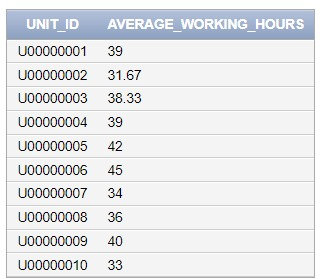 UNIT_ID AVERAGE_WORKING_HOURS
U00000001 39
U00000002 31.67
U00000003 38.33
U00000004 39
U00000005 42
U00000006 45
U00000007 34
U00000008 36
U00000009 40
U00000010 33